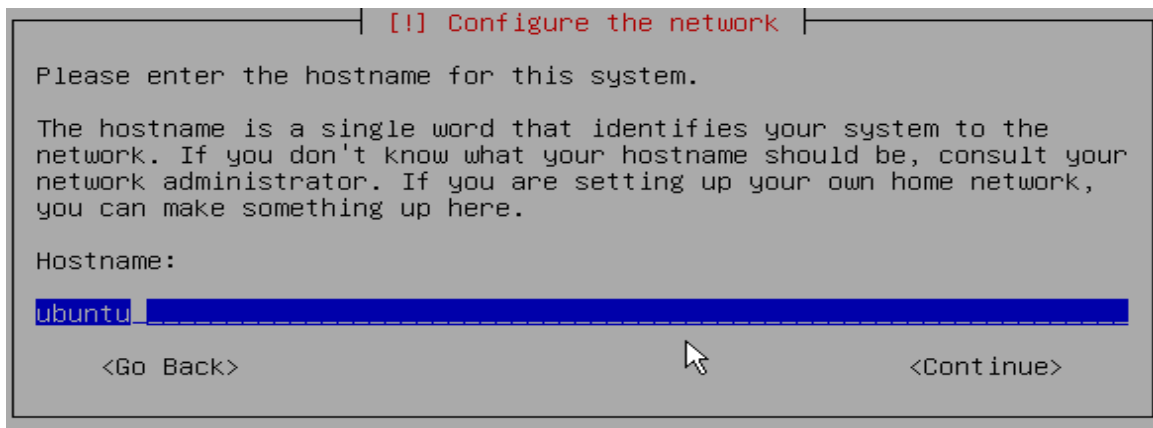 [!] Configure the network
Please enter the hostname for this system.
The hostname is a single word that identifies your system to the
network. If you don't know what your hostname should be, consult your
network administrator. If you are setting up your own home network,
you can make something up here.
Hostname:
ubuntu
<Go Back> <Continue>